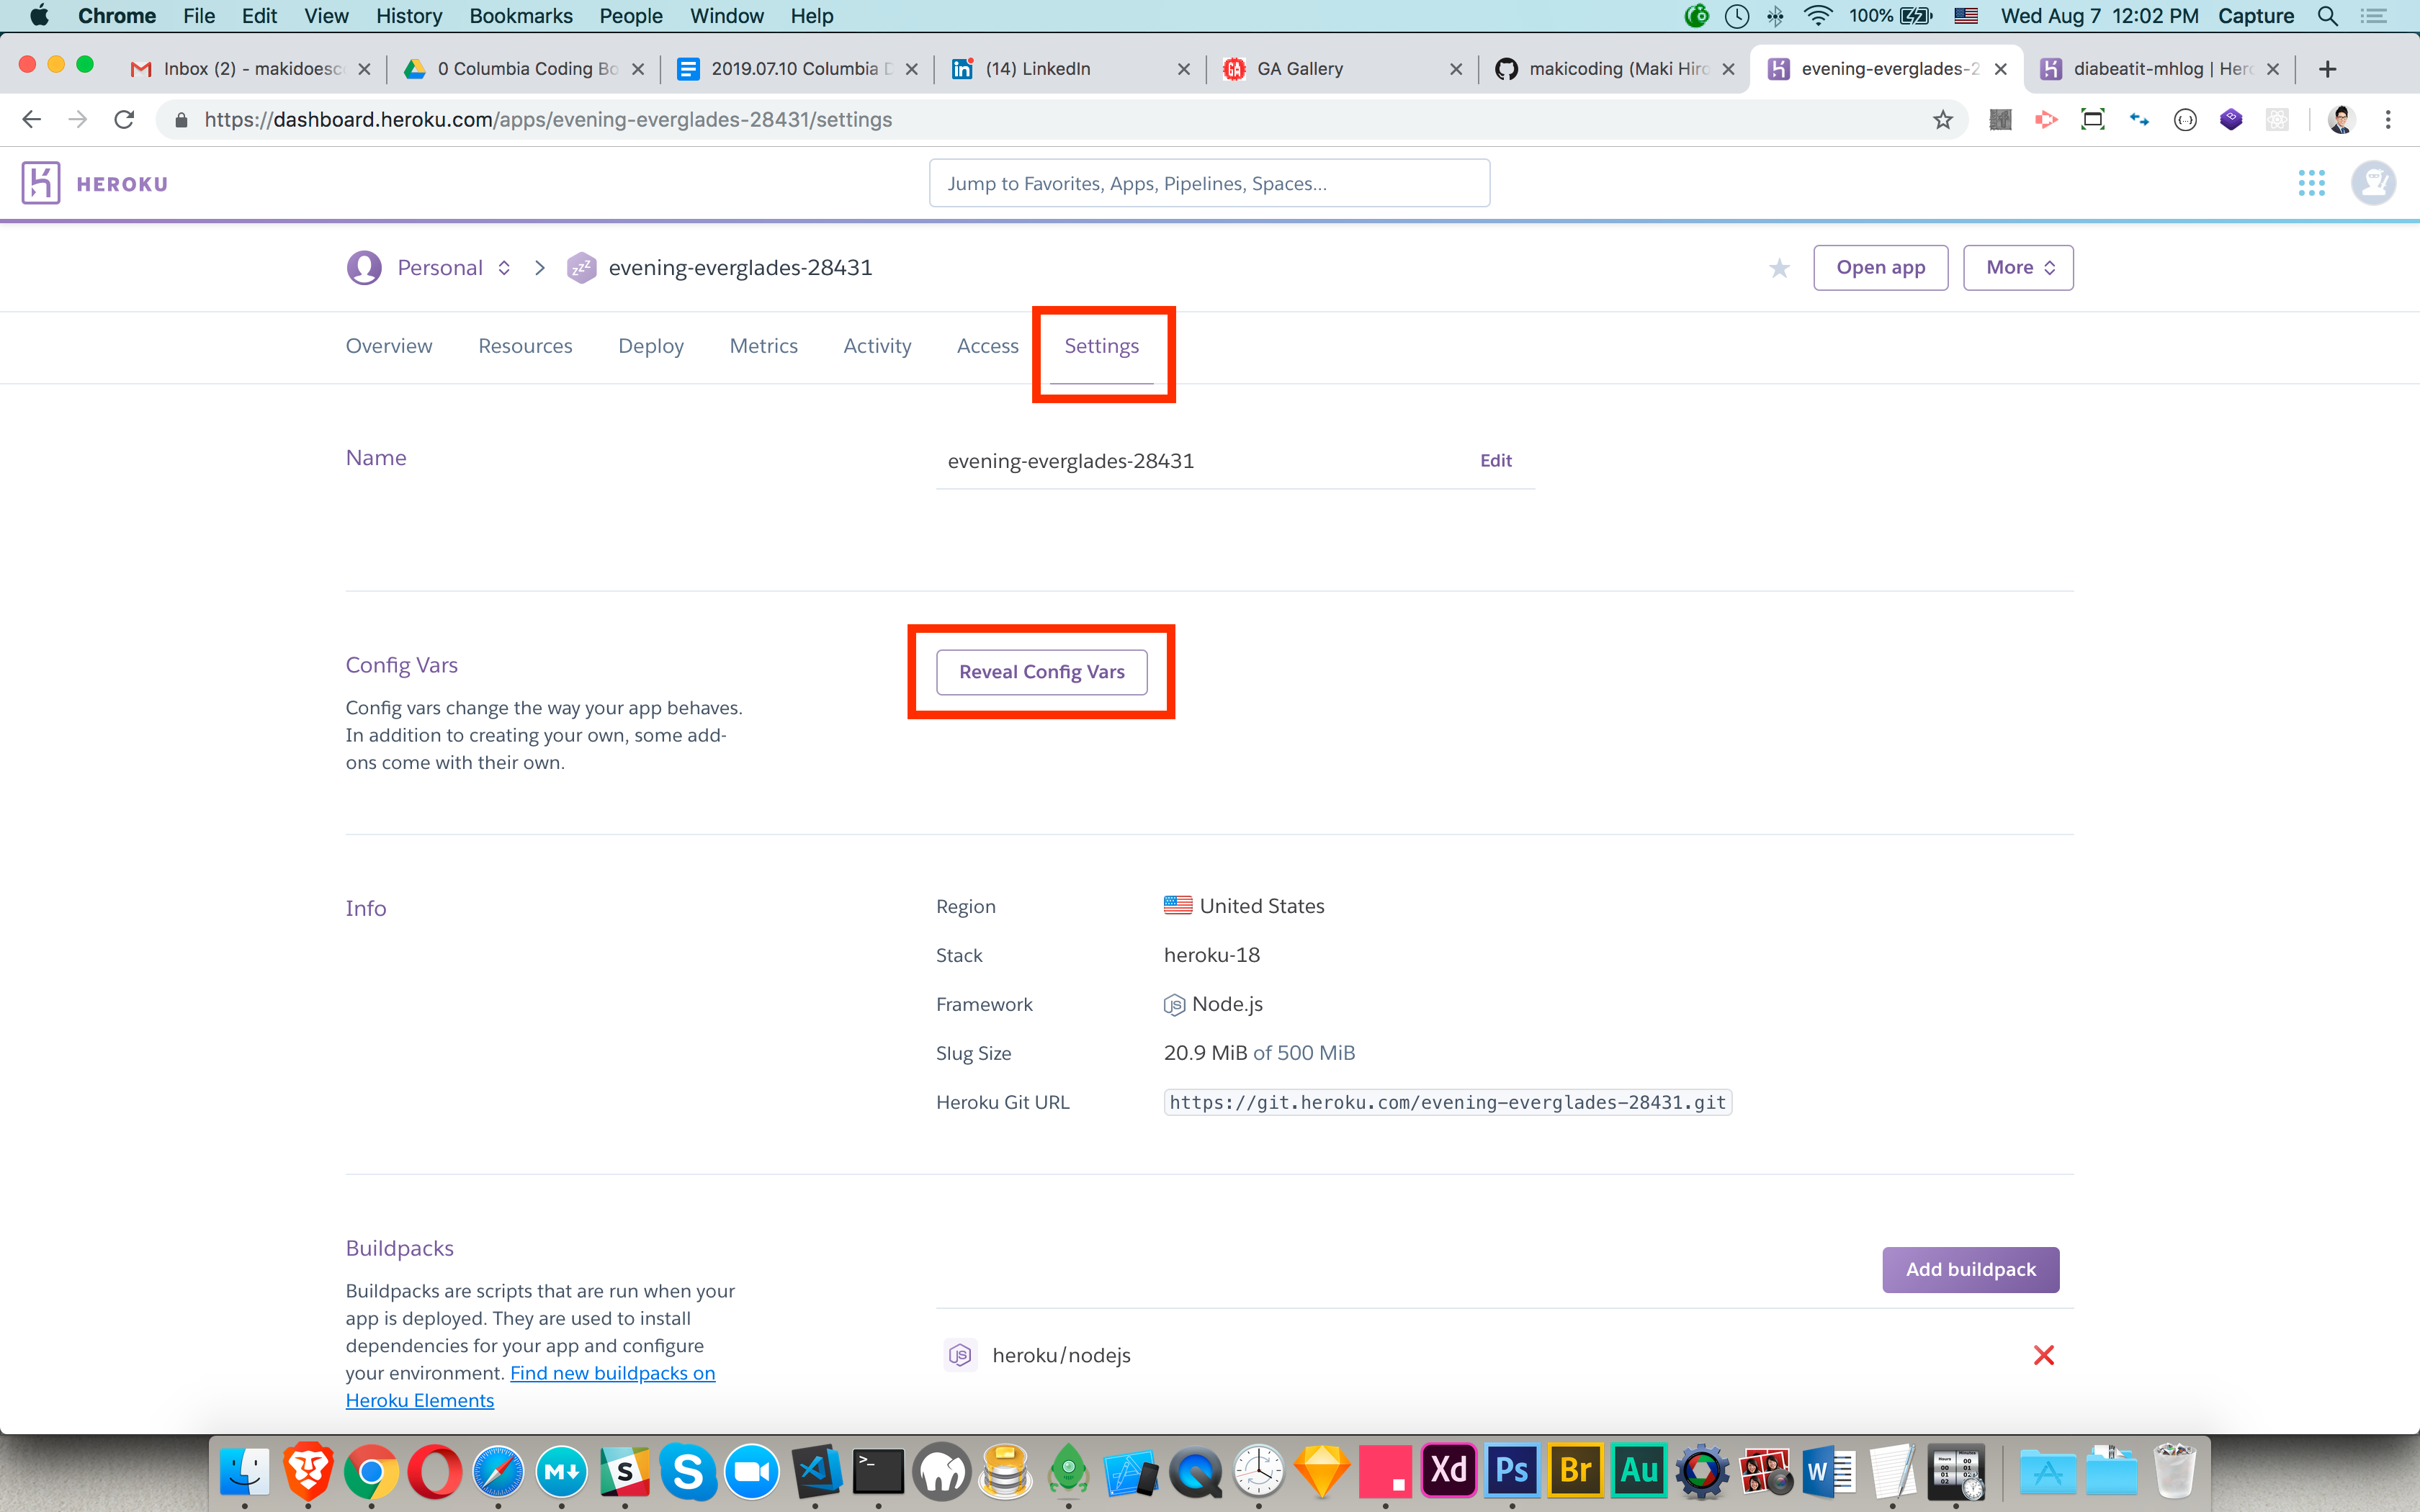 Chrome File Edit View History Bookmarks People Window Help 100% Wed Aug 7 12:02 PM Capture
Inbox (2) - makidoesc 0 Columbia Coding Bo 2019.07.10 Columbia D (14) LinkedIn GA Gallery makicoding (Maki Hiro evening-everglades-2 diabeatit-mhlog | Hero
https://dashboard.heroku.com/apps/evening-everglades-28431/settings
HEROKU Jump to Favorites, Apps, Pipelines, Spaces...
Personal > zzz evening-everglades-28431 Open app More
Overview Resources Deploy Metrics Activity Access Settings
Name evening-everglades-28431 Edit
Config Vars Reveal Config Vars
Config vars change the way your app behaves.
In addition to creating your own, some add-
ons come with their own.
Info
Region United States
Stack heroku-18
Framework JS Node.js
Slug Size 20.9 MiB of 500 MiB
Heroku Git URL https://git.heroku.com/evening-everglades-28431.git
Buildpacks
Add buildpack
Buildpacks are scripts that are run when your
app is deployed. They are used to install
dependencies for your app and configure
your environment. Find new buildpacks on
Heroku Elements
JS heroku/nodejs
M S S >_ Xd Ps Br Au W